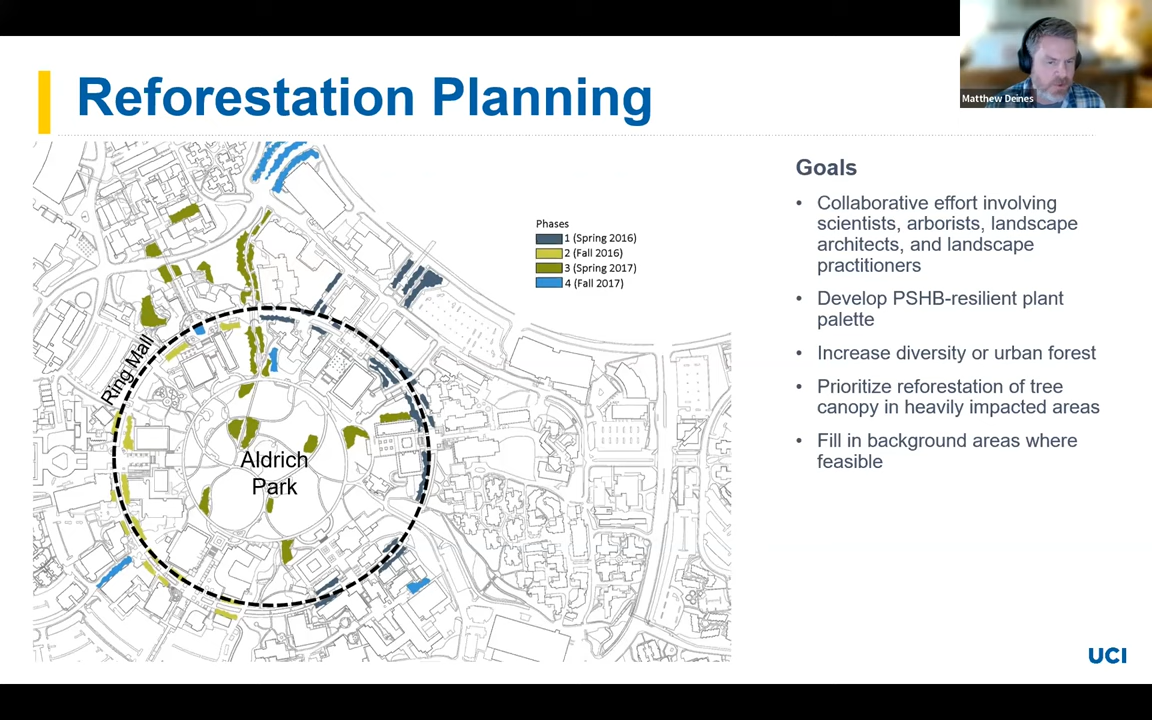 Matthew Deines
Reforestation Planning
Phases
1 (Spring 2016)
2 (Fall 2016)
3 (Spring 2017)
4 (Fall 2017)
Ring Mall
Aldrich
Park
Goals
• Collaborative effort involving
scientists, arborists, landscape
architects, and landscape
practitioners
• Develop PSHB-resilient plant
palette
• Increase diversity or urban forest
• Prioritize reforestation of tree
canopy in heavily impacted areas
• Fill in background areas where
feasible
UCI